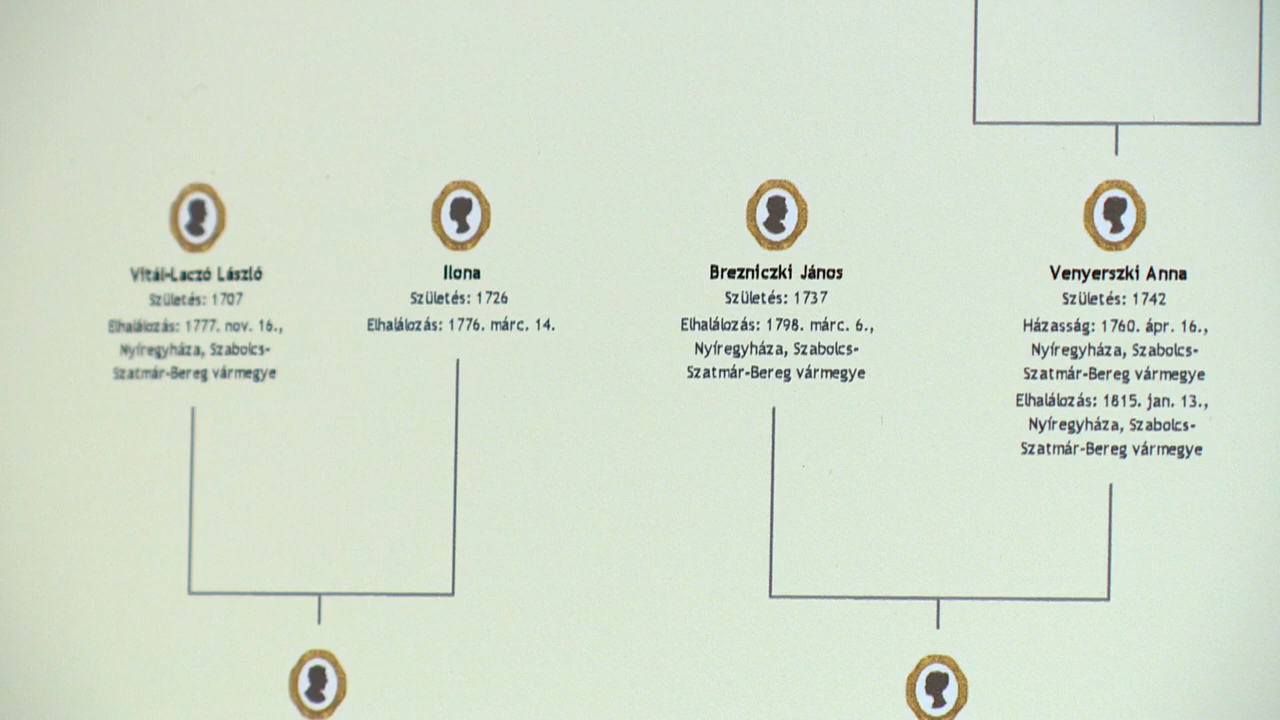 Vitál-Laczó László
Születés: 1707
Elhalálozás: 1777. nov. 16.,
Nyíregyháza, Szabolcs-
Szatmár-Bereg vármegye
Ilona
Születés: 1726
Elhalálozás: 1776. márc. 14.
Brezniczki János
Születés: 1737
Elhalálozás: 1798. márc. 6.,
Nyíregyháza, Szabolcs-
Szatmár-Bereg vármegye
Venyerszki Anna
Születés: 1742
Házasság: 1760. ápr. 16.,
Nyíregyháza, Szabolcs-
Szatmár-Bereg vármegye
Elhalálozás: 1815. jan. 13.,
Nyíregyháza, Szabolcs-
Szatmár-Bereg vármegye